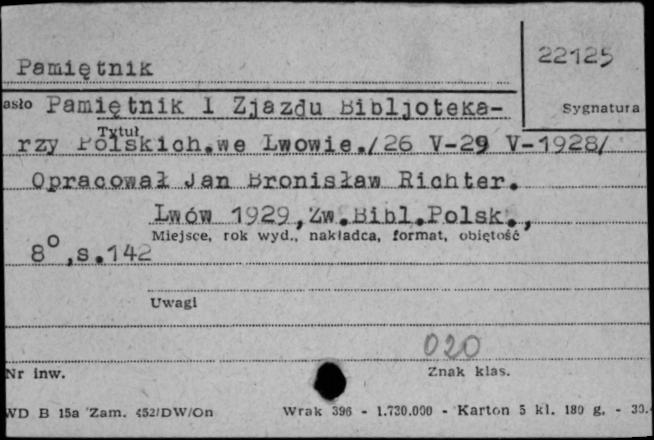 Pamiętnik
22125
asło Pamiętnik I Zjazdu Bibljoteka-
Sygnatura
Tytuł
rzy Polskich.we Lwowie./26 V-29 V-1928/
Opracował Jan Bronisław Richter.
Lwów 1929,Zw.Bibl.Polsk.,
Miejsce, rok wyd., nakładca, format, objętość
8°,s.142
Uwagi
020
Nr inw.
Znak klas.
WD B 15a Zam. 452/DW/On
Wrak 396 - 1.730.000 - Karton 5 kl. 180 g. - 30.